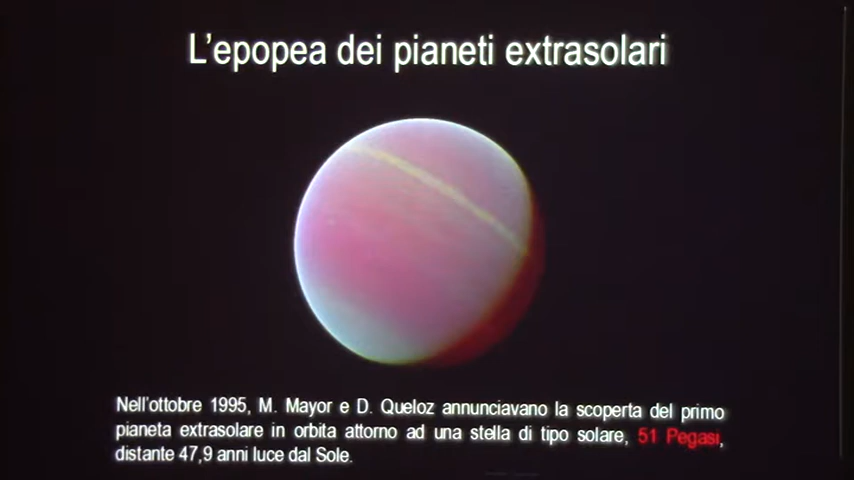 L'epopea dei pianeti extrasolari
Nell'ottobre 1995, M. Mayor e D. Queloz annunciavano la scoperta del primo
pianeta extrasolare in orbita attorno ad una stella di tipo solare, 51 Pegasi,
distante 47,9 anni luce dal Sole.